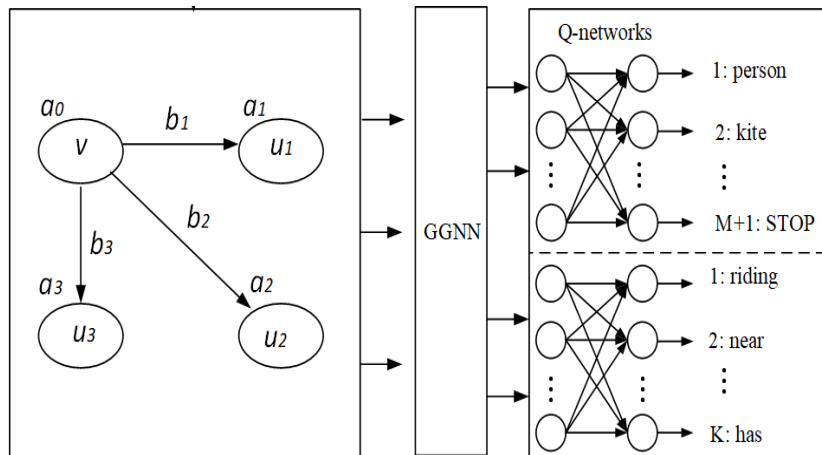 a0
a1
v
b1
u1
b2
b3
a3
a2
u3
u2
GGNN
Q-networks
1: person
2: kite
M+1: STOP
1: riding
2: near
K: has